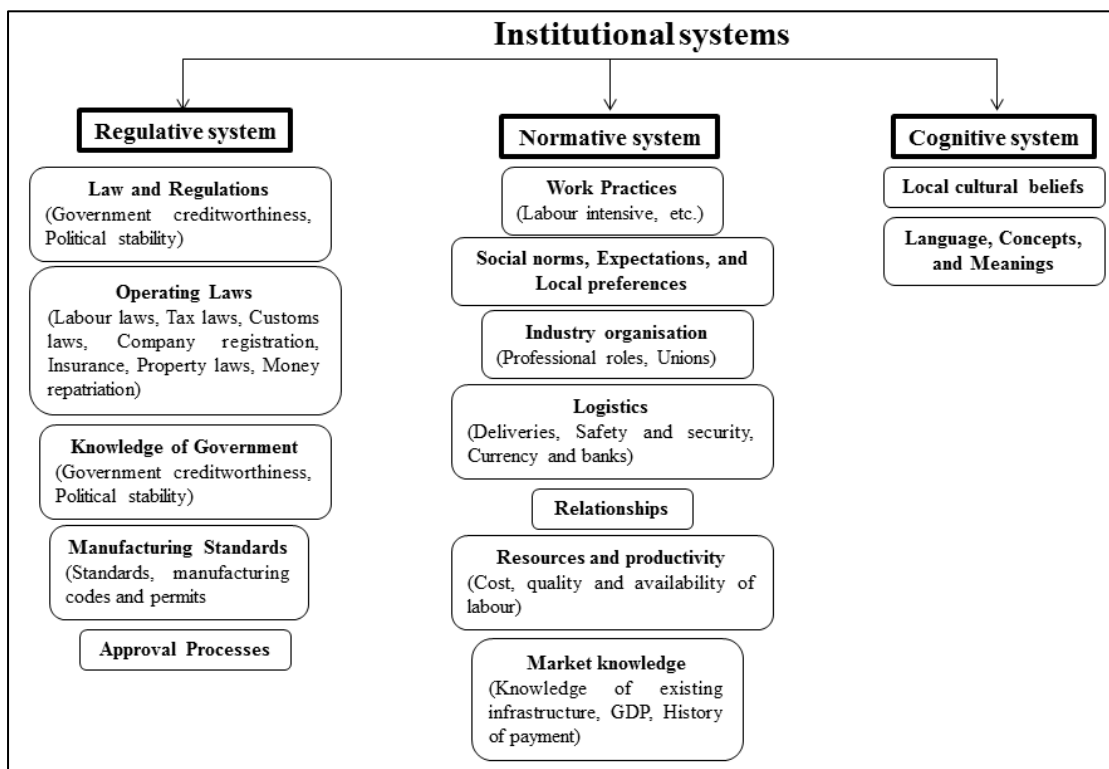 Institutional systems
Regulative system
Law and Regulations
(Government creditworthiness,
Political stability)
Operating Laws
(Labour laws, Tax laws, Customs
laws, Company registration,
Insurance, Property laws, Money
repatriation)
Knowledge of Government
(Government creditworthiness,
Political stability)
Manufacturing Standards
(Standards, manufacturing
codes and permits
Approval Processes
Normative system
Work Practices
(Labour intensive, etc.)
Social norms, Expectations, and
Local preferences
Industry organisation
(Professional roles, Unions)
Logistics
(Deliveries, Safety and security,
Currency and banks)
Relationships
Resources and productivity
(Cost, quality and availability of
labour)
Market knowledge
(Knowledge of existing
infrastructure, GDP, History
of payment)
Cognitive system
Local cultural beliefs
Language, Concepts,
and Meanings